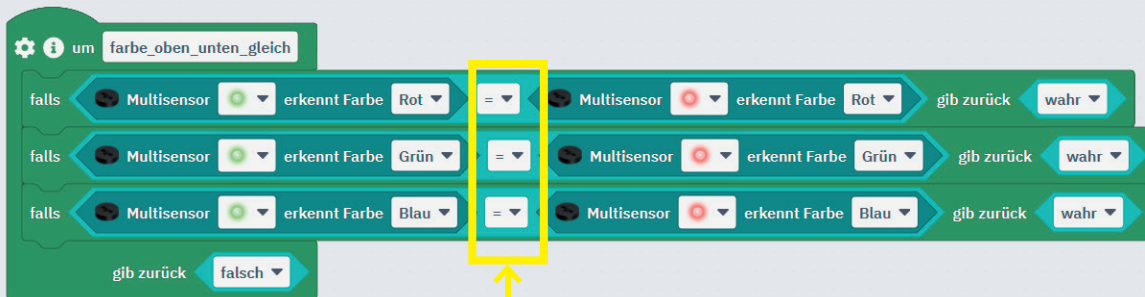 um farbe_oben_unten_gleich
falls Multisensor erkennt Farbe Rot = Multisensor erkennt Farbe Rot gib zurück wahr
falls Multisensor erkennt Farbe Grün = Multisensor erkennt Farbe Grün gib zurück wahr
falls Multisensor erkennt Farbe Blau = Multisensor erkennt Farbe Blau gib zurück wahr
gib zurück falsch